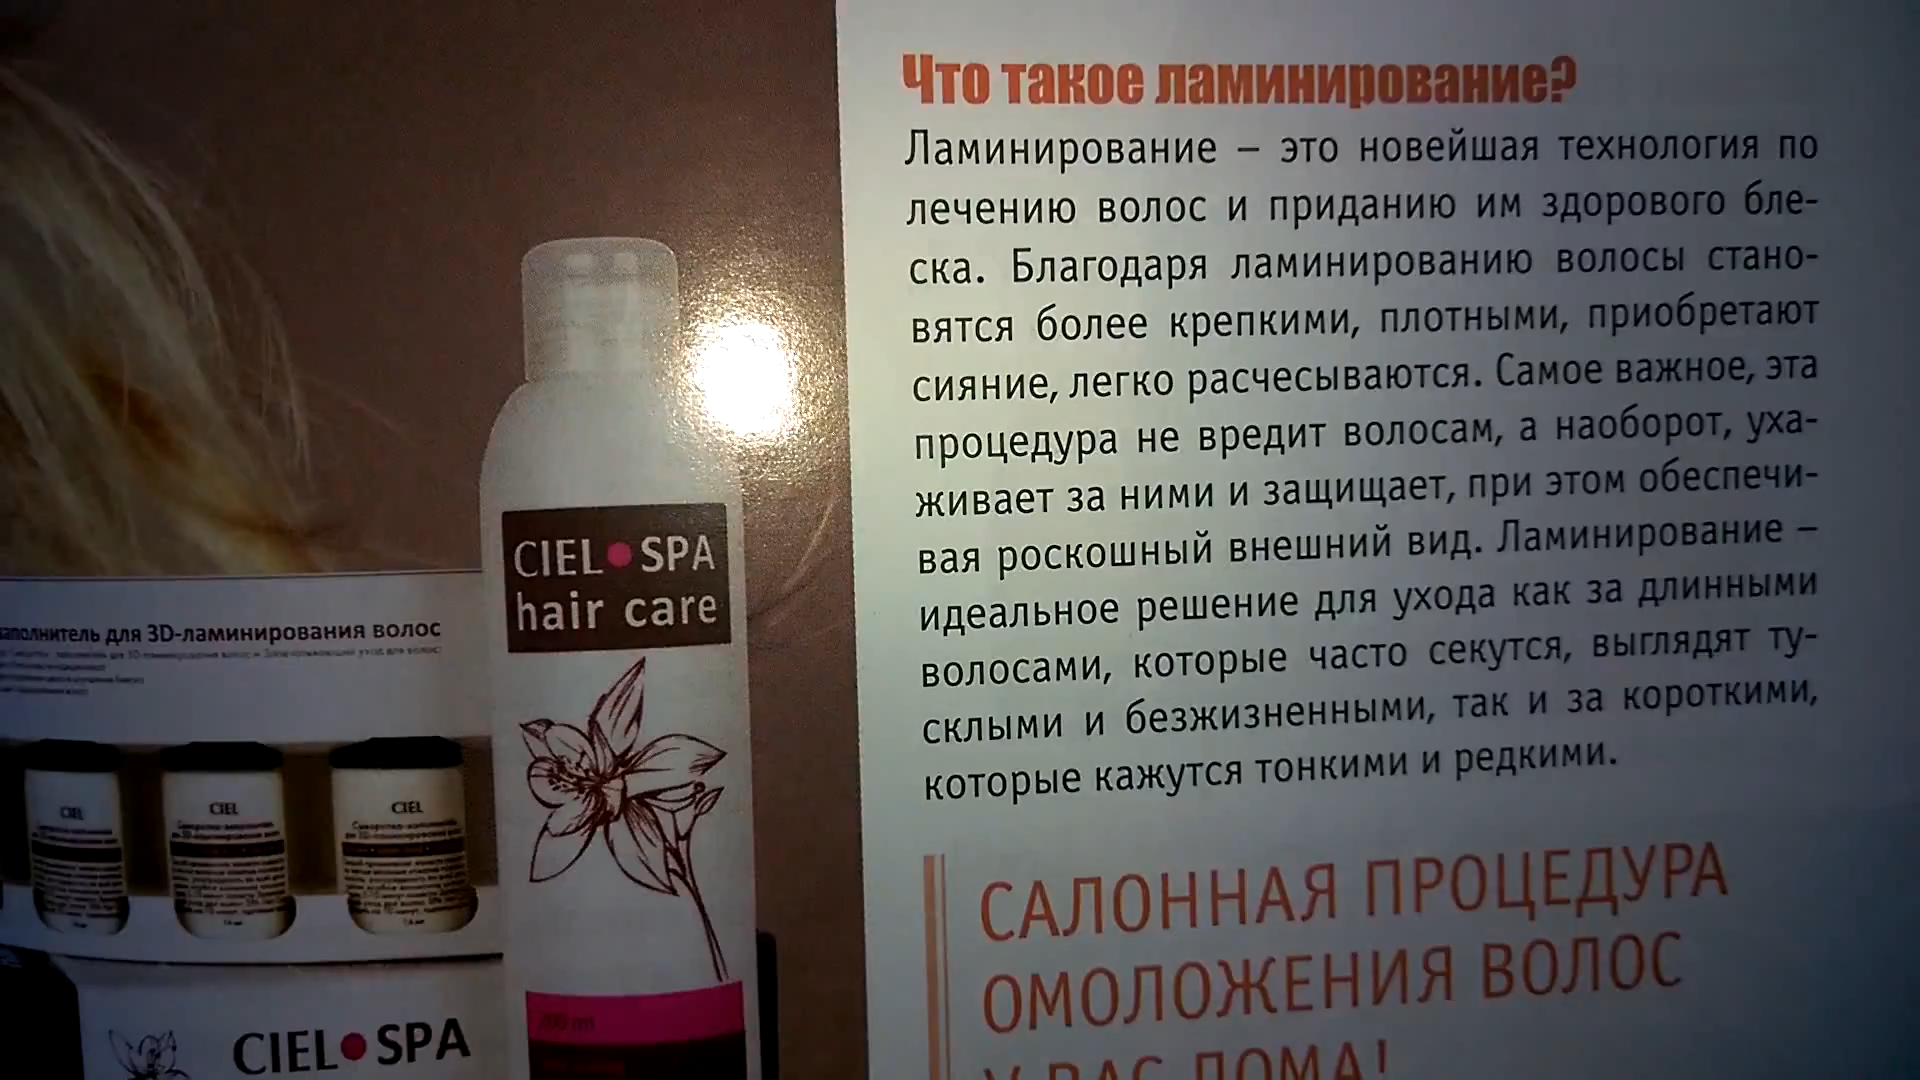 Что такое ламинирование?
Ламинирование – это новейшая технология по
лечению волос и приданию им здорового бле-
ска. Благодаря ламинированию волосы стано-
вятся более крепкими, плотными, приобретают
сияние, легко расчесываются. Самое важное, эта
процедура не вредит волосам, а наоборот, уха-
живает за ними и защищает, при этом обеспечи-
вая роскошный внешний вид. Ламинирование –
идеальное решение для ухода как за длинными
волосами, которые часто секутся, выглядят ту-
склыми и безжизненными, так и за короткими,
которые кажутся тонкими и редкими.
САЛОННАЯ ПРОЦЕДУРА
ОМОЛОЖЕНИЯ ВОЛОС
У ВАС ДОМА!
CIEL SPA
hair care
200 ml
для 3D-ламинирования волос
CIEL
CIEL
CIEL
CIEL SPA